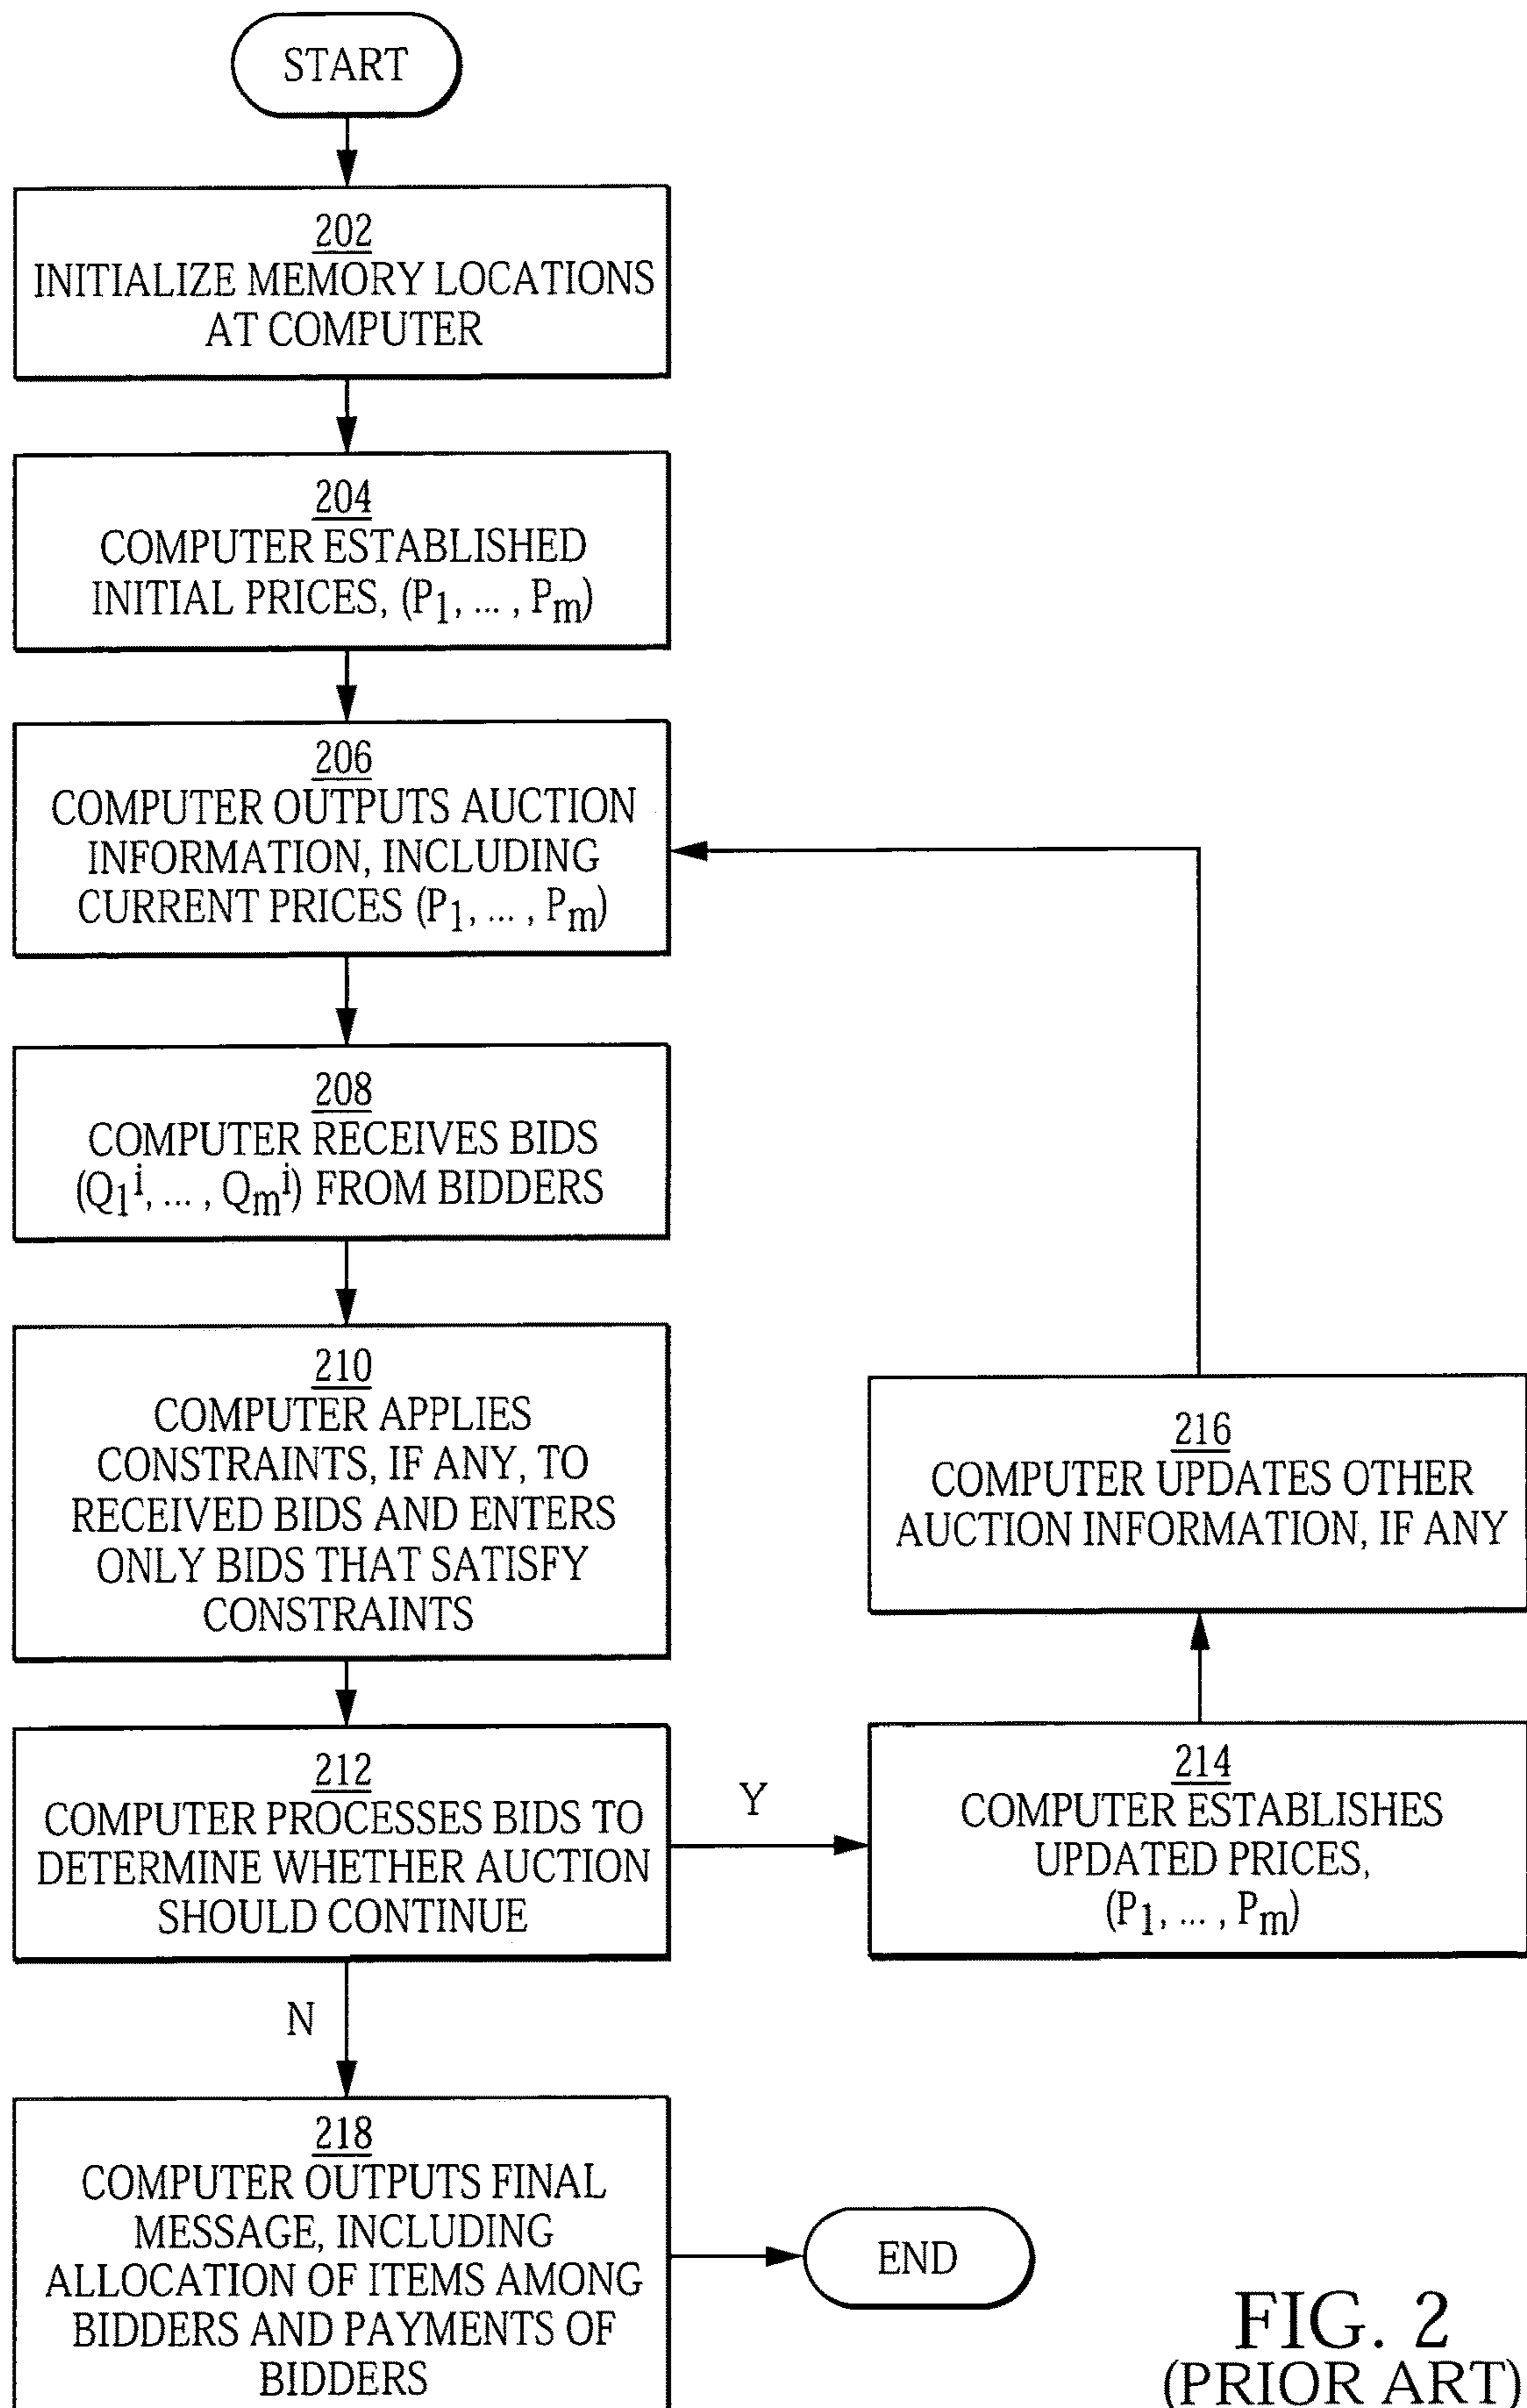 START
202
INITIALIZE MEMORY LOCATIONS
AT COMPUTER
204
COMPUTER ESTABLISHED
INITIAL PRICES, (P1, ... , Pm)
206
COMPUTER OUTPUTS AUCTION
INFORMATION, INCLUDING
CURRENT PRICES (P1, ... , Pm)
208
COMPUTER RECEIVES BIDS
(Q1^i, ... , Qm^i) FROM BIDDERS
210
COMPUTER APPLIES
CONSTRAINTS, IF ANY, TO
RECEIVED BIDS AND ENTERS
ONLY BIDS THAT SATISFY
CONSTRAINTS
212
COMPUTER PROCESSES BIDS TO
DETERMINE WHETHER AUCTION
SHOULD CONTINUE
Y
214
COMPUTER ESTABLISHES
UPDATED PRICES,
(P1, ... , Pm)
216
COMPUTER UPDATES OTHER
AUCTION INFORMATION, IF ANY
N
218
COMPUTER OUTPUTS FINAL
MESSAGE, INCLUDING
ALLOCATION OF ITEMS AMONG
BIDDERS AND PAYMENTS OF
BIDDERS
END
FIG. 2
(PRIOR ART)